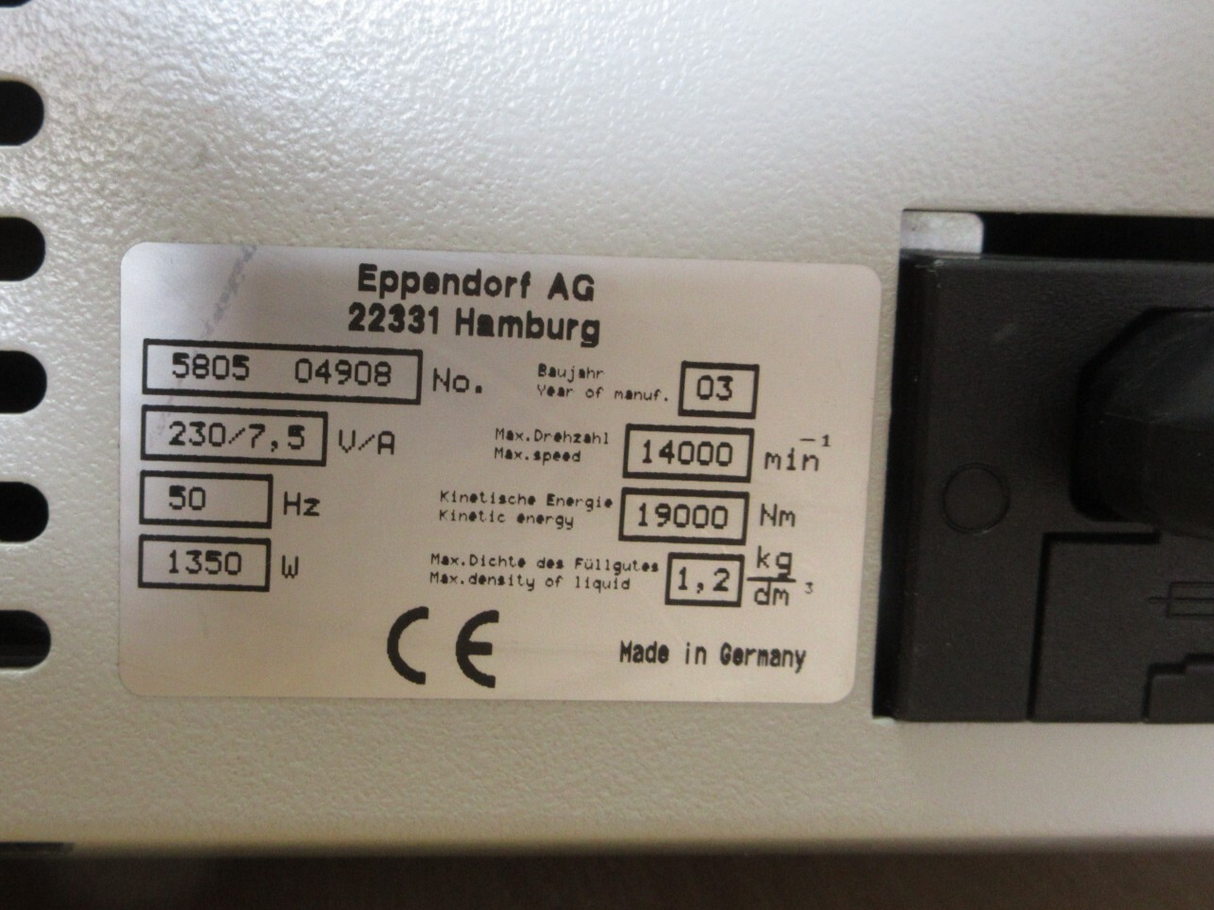 Eppendorf AG
22331 Hamburg
5805 04908 No.
Baujahr
Year of manuf. 03
230/7,5 V/A
Max.Drehzahl
Max.speed 14000 min⁻¹
50 Hz
Kinetische Energie
Kinetic energy 19000 Nm
1350 W
Max.Dichte des Füllgutes
Max.density of liquid 1,2 kg/dm³
CE
Made in Germany